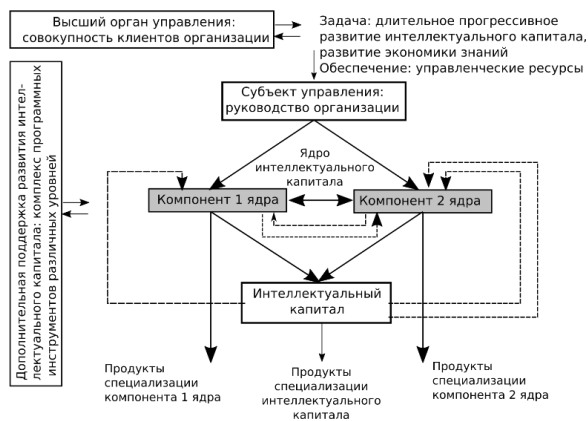 Высший орган управления:
совокупность клиентов организации
Задача: длительное прогрессивное
развитие интеллектуального капитала,
развитие экономики знаний
Обеспечение: управленческие ресурсы
Дополнительная поддержка развития интел-
лектуального капитала: комплекс программных
инструментов различных уровней
Субъект управления:
руководство организации
Ядро
интеллектуального
капитала
Компонент 1 ядра
Компонент 2 ядра
Интеллектуальный
капитал
Продукты
специализации
компонента 1 ядра
Продукты
специализации
интеллектуального
капитала
Продукты
специализации
компонента 2 ядра